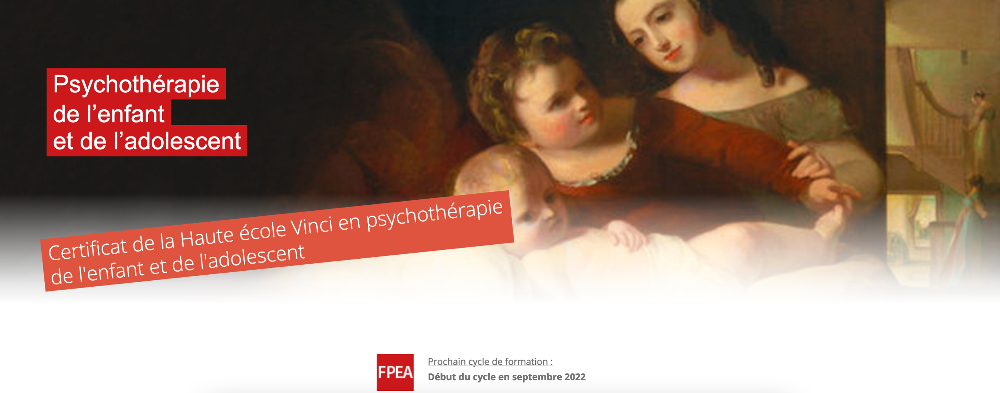 Psychothérapie
de l’enfant
et de l’adolescent
Certificat de la Haute école Vinci en psychothérapie
de l'enfant et de l'adolescent
FPEA
Prochain cycle de formation :
Début du cycle en septembre 2022